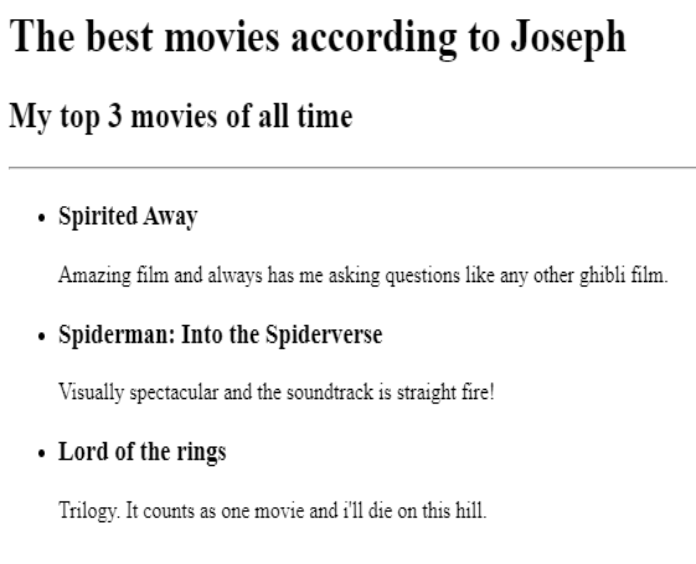 The best movies according to Joseph
My top 3 movies of all time
Spirited Away
Amazing film and always has me asking questions like any other ghibli film.
Spiderman: Into the Spiderverse
Visually spectacular and the soundtrack is straight fire!
Lord of the rings
Trilogy. It counts as one movie and i'll die on this hill.